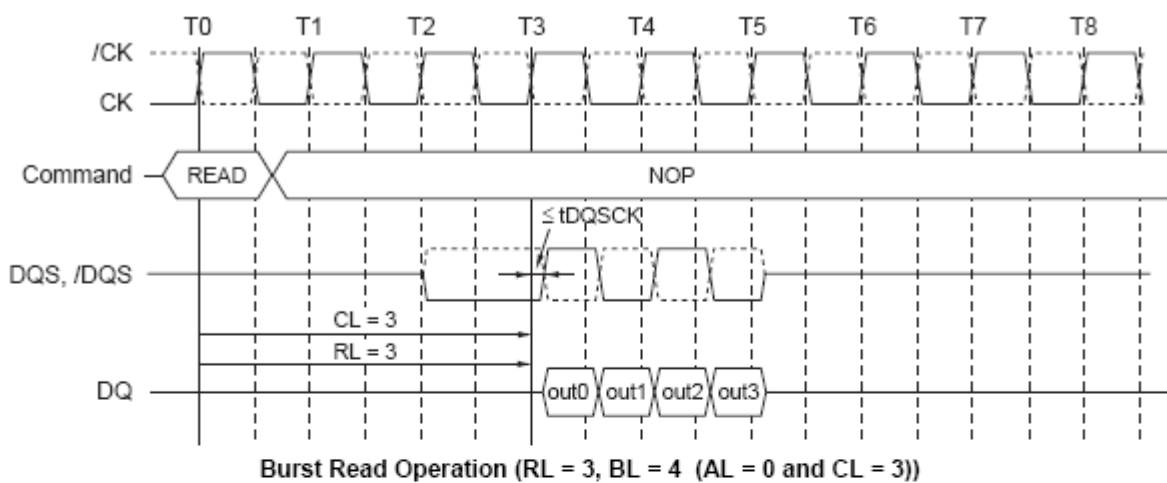 T0 T1 T2 T3 T4 T5 T6 T7 T8
/CK
CK
Command READ NOP
≤ tDQSCK
DQS, /DQS
CL = 3
RL = 3
DQ out0 out1 out2 out3
Burst Read Operation (RL = 3, BL = 4 (AL = 0 and CL = 3))